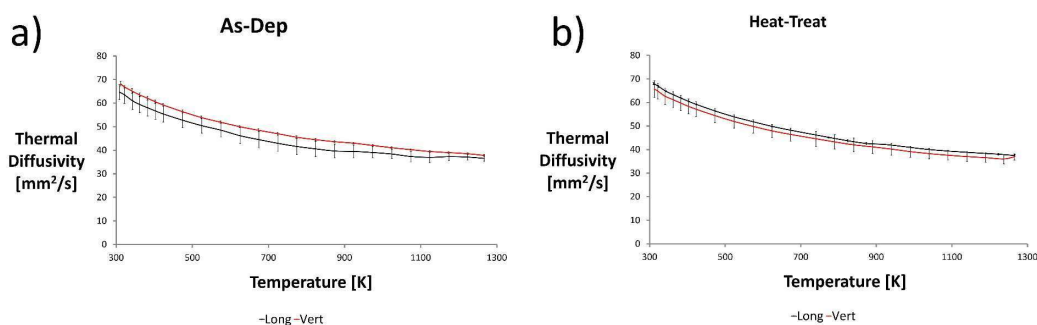 a)
As-Dep
80
70
60
50
40
30
20
10
0
Thermal
Diffusivity
[mm²/s]
300 500 700 900 1100 1300
Temperature [K]
–Long –Vert
b)
Heat-Treat
80
70
60
50
40
30
20
10
0
Thermal
Diffusivity
[mm²/s]
300 500 700 900 1100 1300
Temperature [K]
–Long –Vert